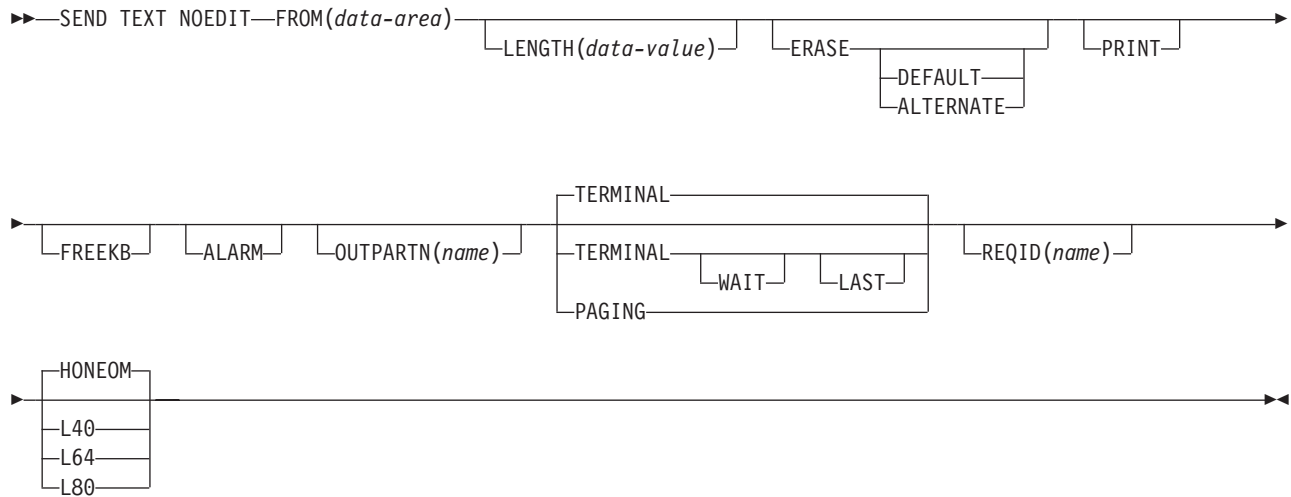 SEND TEXT NOEDIT FROM(data-area)
LENGTH(data-value) ERASE PRINT
DEFAULT
ALTERNATE
TERMINAL
FREEKB ALARM OUTPARTN(name) TERMINAL REQID(name)
WAIT LAST
PAGING
HONEOM
L40
L64
L80